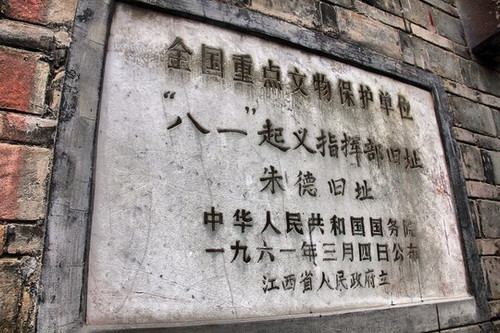 全国重点文物保护单位
“八一”起义指挥部旧址
朱德旧址
中华人民共和国国务院
一九六一年三月四日公布
江西省人民政府立